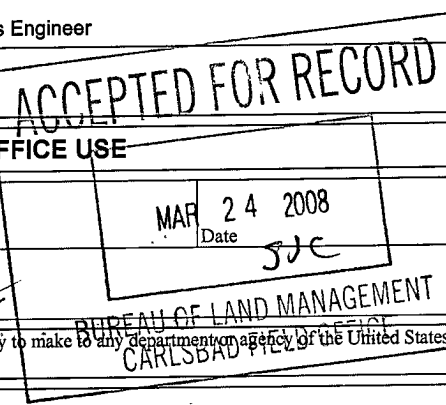 s Engineer
ACCEPTED FOR RECORD
FFICE USE
MAR 24 2008
Date
SJC
BUREAU OF LAND MANAGEMENT
y to make to any department or agency of the United States
CARLSBAD FIELD OFFICE